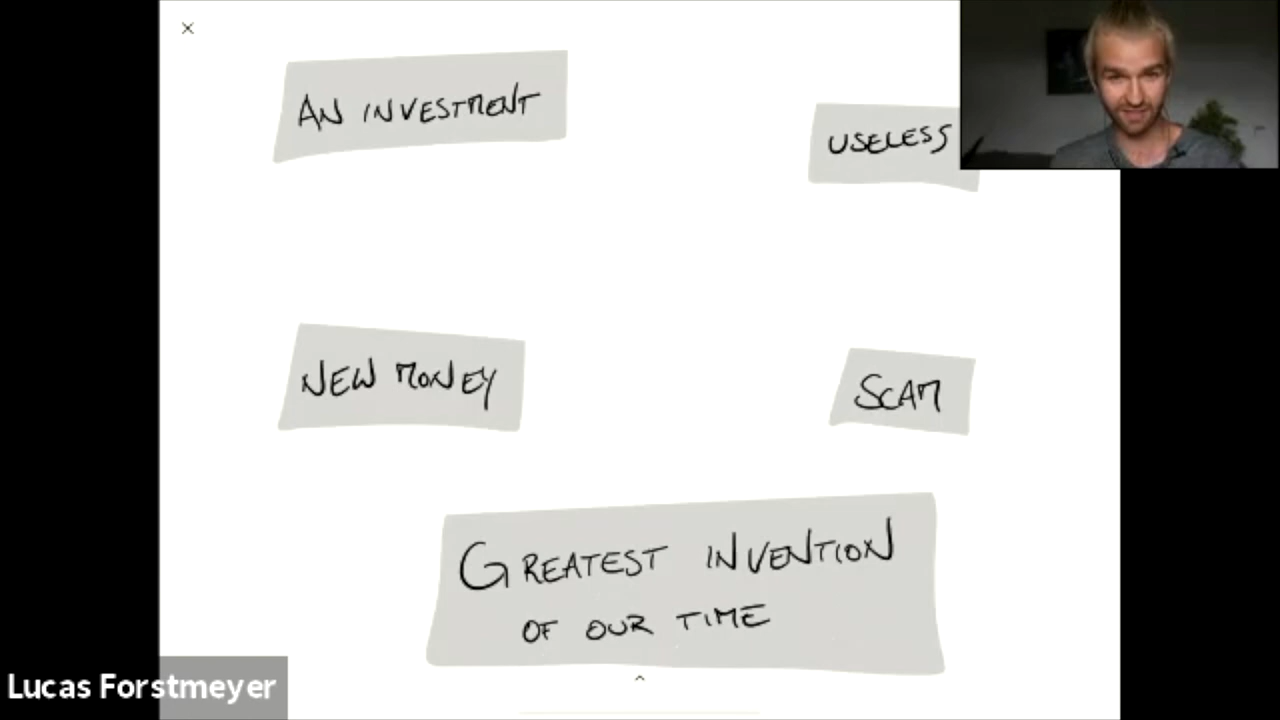 AN INVESTMENT
USELESS
NEW MONEY
SCAM
GREATEST INVENTION
OF OUR TIME
Lucas Forstmeyer